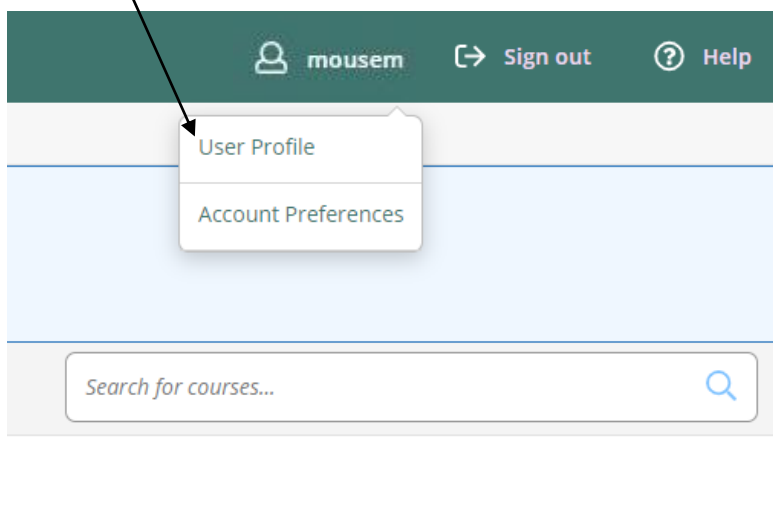 mousem Sign out Help
User Profile
Account Preferences
Search for courses...